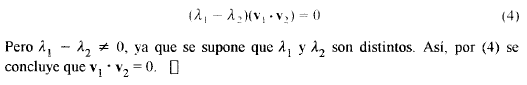 (λ₁ − λ₂)(v₁ · v₂) = 0 (4)
Pero λ₁ − λ₂ ≠ 0, ya que se supone que λ₁ y λ₂ son distintos. Así, por (4) se
concluye que v₁ · v₂ = 0. □